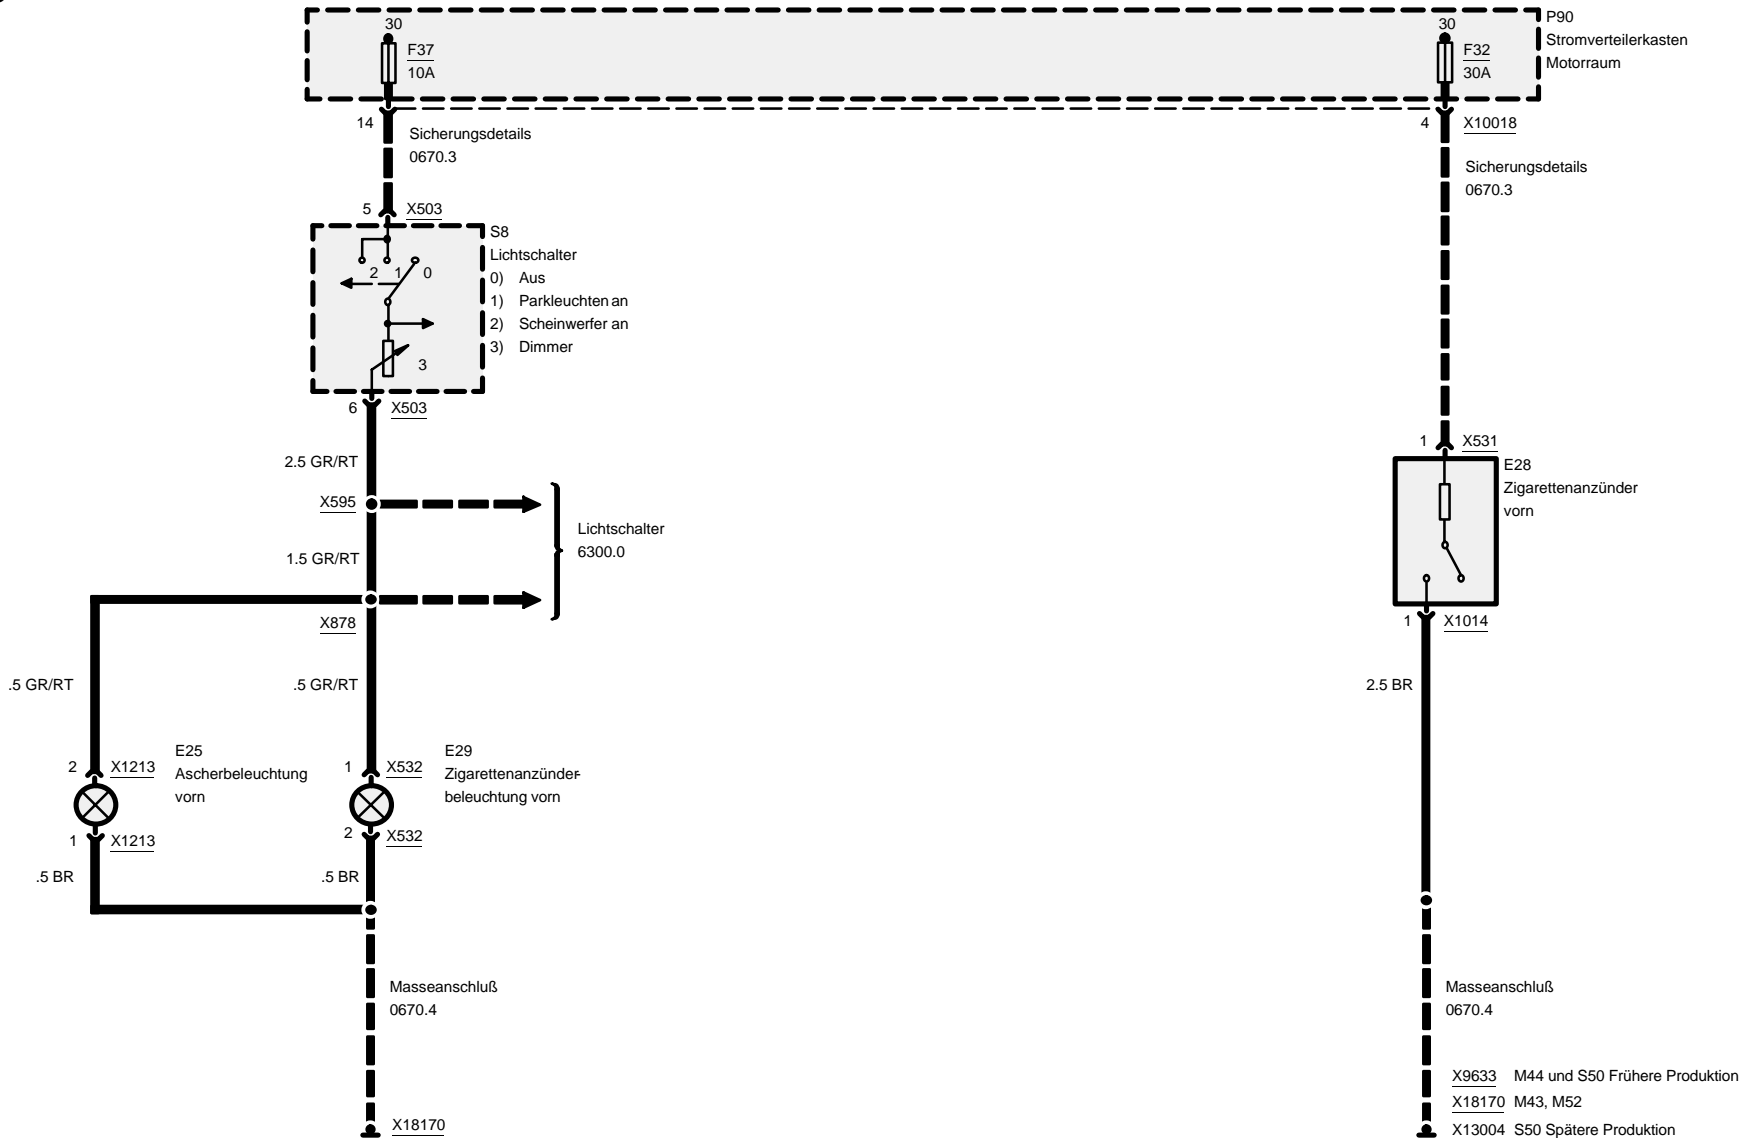 30
F37
10A
30
F32
30A
P90
Stromverteilerkasten
Motorraum
14
Sicherungsdetails
0670.3
4
X10018
Sicherungsdetails
0670.3
5
X503
S8
Lichtschalter
0) Aus
1) Parkleuchten an
2) Scheinwerfer an
3) Dimmer
2 1 0
3
6
X503
2.5 GR/RT
X595
Lichtschalter
6300.0
1.5 GR/RT
X878
1
X531
E28
Zigarettenanzünder
vorn
1
X1014
.5 GR/RT
.5 GR/RT
2.5 BR
2
X1213
E25
Ascherbeleuchtung
vorn
1
X532
E29
Zigarettenanzünder-
beleuchtung vorn
1
X1213
2
X532
.5 BR
.5 BR
Masseanschluß
0670.4
Masseanschluß
0670.4
X18170
X9633 M44 und S50 Frühere Produktion
X18170 M43, M52
X13004 S50 Spätere Produktion